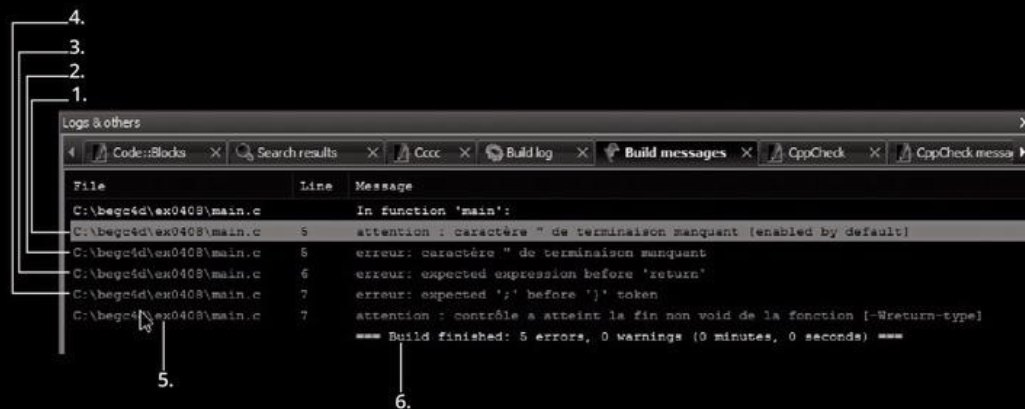 4.
3.
2.
1.
Logs & others
Code::Blocks Search results Cccc Build log Build messages CppCheck CppCheck messa
File Line Message
C:\begc4d\ex0408\main.c In function 'main':
C:\begc4d\ex0408\main.c 5 attention : caractère " de terminaison manquant [enabled by default]
C:\begc4d\ex0408\main.c 5 erreur: caractère " de terminaison manquant
C:\begc4d\ex0408\main.c 6 erreur: expected expression before 'return'
C:\begc4d\ex0408\main.c 7 erreur: expected ';' before '}' token
C:\begc4d\ex0408\main.c 7 attention : contrôle a atteint la fin non void de la fonction [-Wreturn-type]
=== Build finished: 5 errors, 0 warnings (0 minutes, 0 seconds) ===
5.
6.